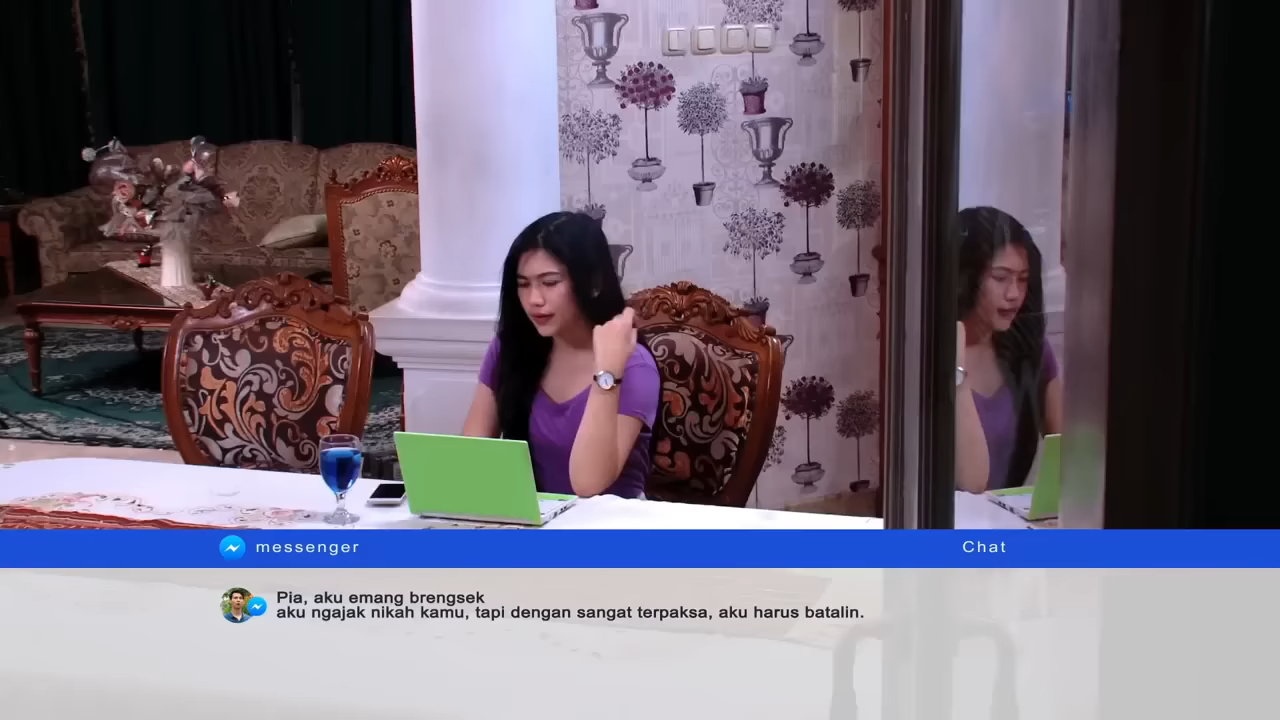 messenger
Chat
Pia, aku emang brengsek
aku ngajak nikah kamu, tapi dengan sangat terpaksa, aku harus batalin.